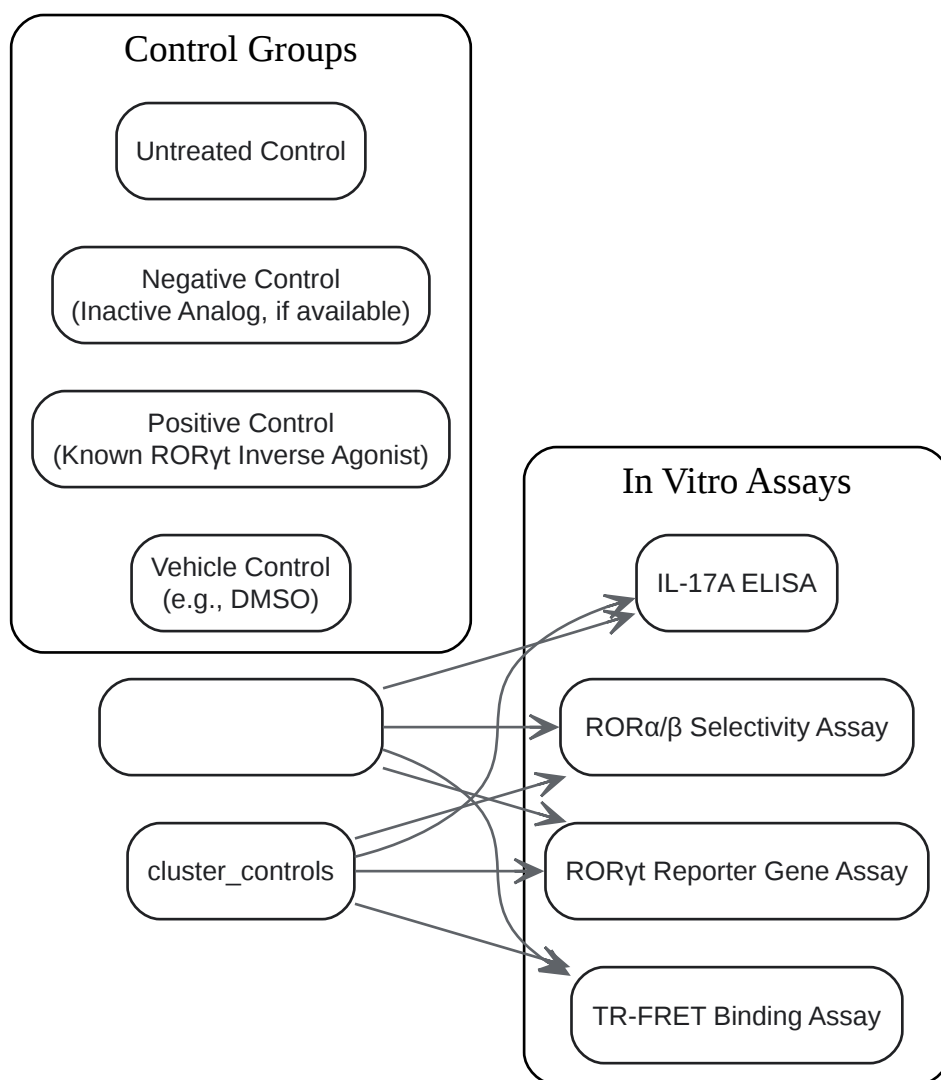 Control Groups
Untreated Control
Negative Control
(Inactive Analog, if available)
Positive Control
(Known RORγt Inverse Agonist)
Vehicle Control
(e.g., DMSO)
In Vitro Assays
IL-17A ELISA
RORα/β Selectivity Assay
cluster_controls
RORγt Reporter Gene Assay
TR-FRET Binding Assay